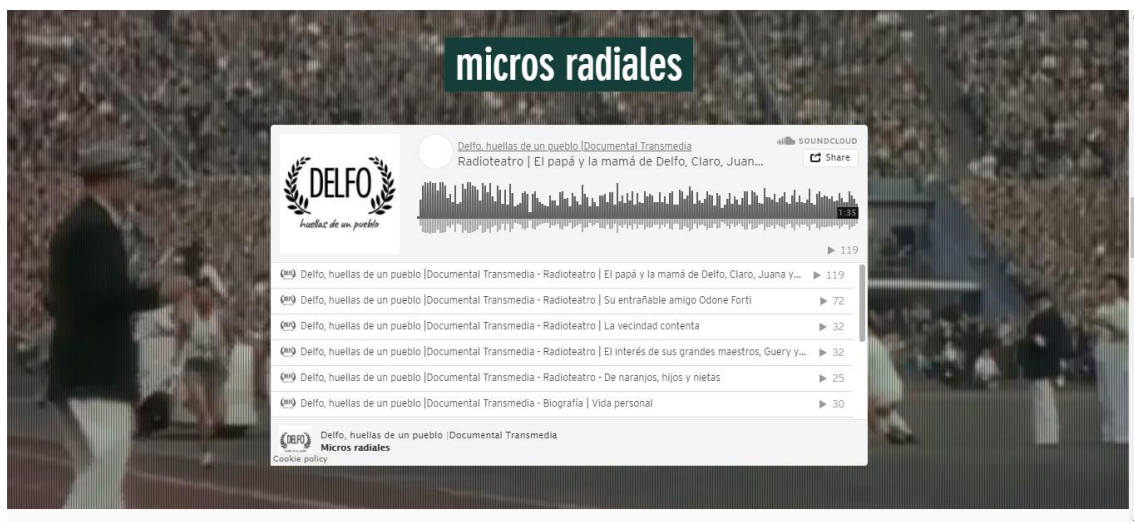 micros radiales
DELFO
huellas de un pueblo
Delfo, huellas de un pueblo |Documental Transmedia
Radioteatro | El papá y la mamá de Delfo, Claro, Juan...
SOUNDCLOUD
Share
1:35
119
Delfo, huellas de un pueblo |Documental Transmedia - Radioteatro | El papá y la mamá de Delfo, Claro, Juana y... 119
Delfo, huellas de un pueblo |Documental Transmedia - Radioteatro | Su entrañable amigo Odone Forti 72
Delfo, huellas de un pueblo |Documental Transmedia - Radioteatro | La vecindad contenta 32
Delfo, huellas de un pueblo |Documental Transmedia - Radioteatro | El interés de sus grandes maestros, Guery y... 32
Delfo, huellas de un pueblo |Documental Transmedia - Radioteatro - De naranjos, hijos y nietas 25
Delfo, huellas de un pueblo |Documental Transmedia - Biografía | Vida personal 30
DELFO
Delfo, huellas de un pueblo |Documental Transmedia
Micros radiales
Cookie policy